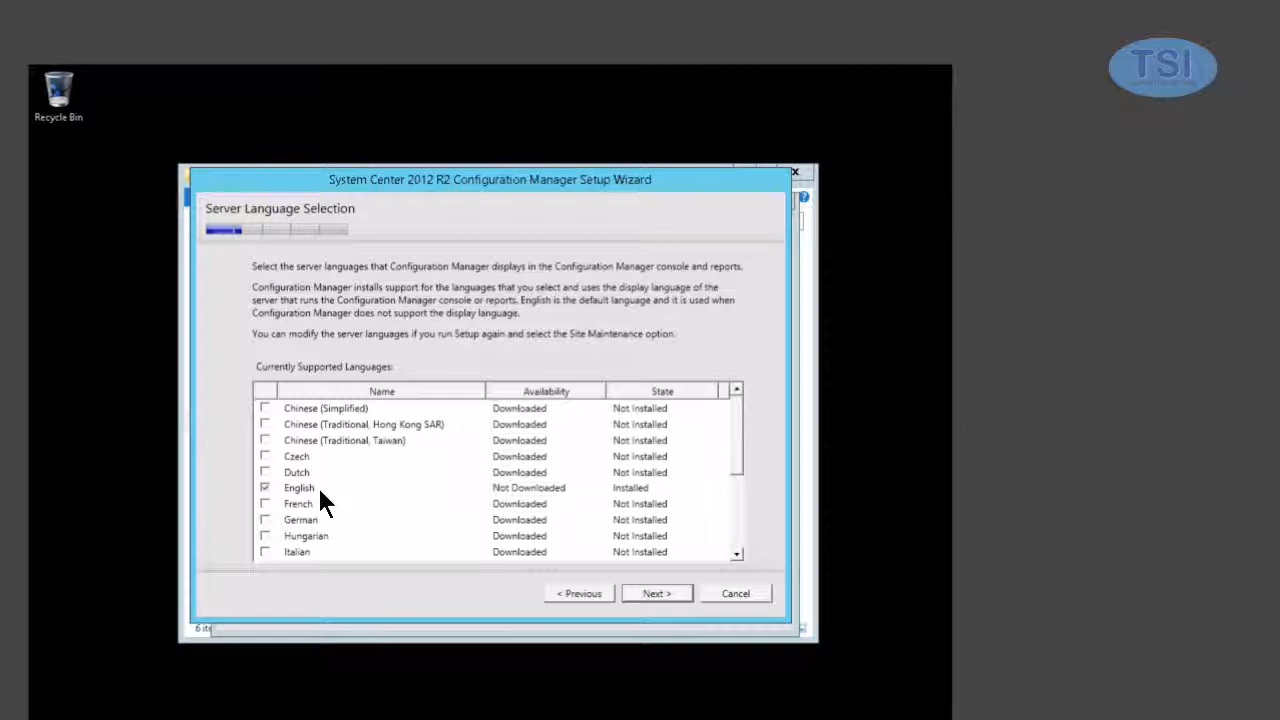 TSI
Recycle Bin
x
System Center 2012 R2 Configuration Manager Setup Wizard
?
Server Language Selection
Select the server languages that Configuration Manager displays in the Configuration Manager console and reports.
Configuration Manager installs support for the languages that you select and uses the display language of the
server that runs the Configuration Manager console or reports. English is the default language and it is used when
Configuration Manager does not support the display language.
You can modify the server languages if you run Setup again and select the Site Maintenance option.
Currently Supported Languages:
Name Availability State
Chinese (Simplified) Downloaded Not Installed
Chinese (Traditional, Hong Kong SAR) Downloaded Not Installed
Chinese (Traditional, Taiwan) Downloaded Not Installed
Czech Downloaded Not Installed
Dutch Downloaded Not Installed
English Not Downloaded Installed
French Downloaded Not Installed
German Downloaded Not Installed
Hungarian Downloaded Not Installed
Italian Downloaded Not Installed
< Previous Next > Cancel
6 it